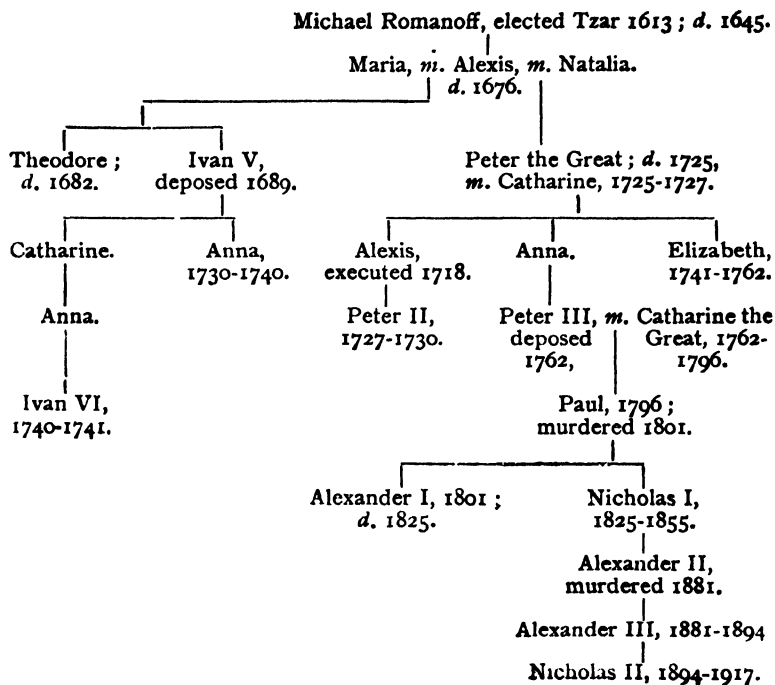 Michael Romanoff, elected Tzar 1613 ; d. 1645.
Maria, m. Alexis, m. Natalia.
d. 1676.
Theodore ;
d. 1682.
Ivan V,
deposed 1689.
Peter the Great ; d. 1725,
m. Catharine, 1725-1727.
Catharine.
Anna,
1730-1740.
Alexis,
executed 1718.
Anna.
Elizabeth,
1741-1762.
Anna.
Peter II,
1727-1730.
Peter III, m. Catharine the
deposed Great, 1762-
1762, 1796.
Ivan VI,
1740-1741.
Paul, 1796 ;
murdered 1801.
Alexander I, 1801 ;
d. 1825.
Nicholas I,
1825-1855.
Alexander II,
murdered 1881.
Alexander III, 1881-1894
Nicholas II, 1894-1917.